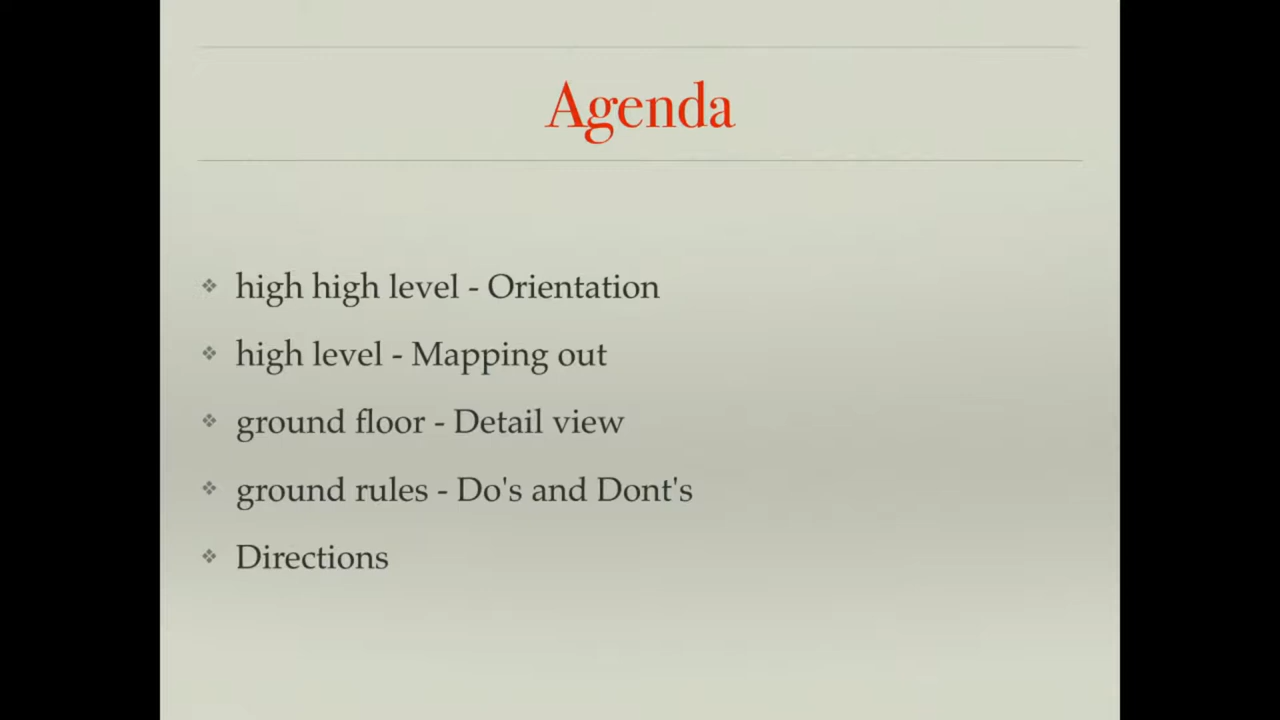 Agenda
high high level - Orientation
high level - Mapping out
ground floor - Detail view
ground rules - Do's and Dont's
Directions